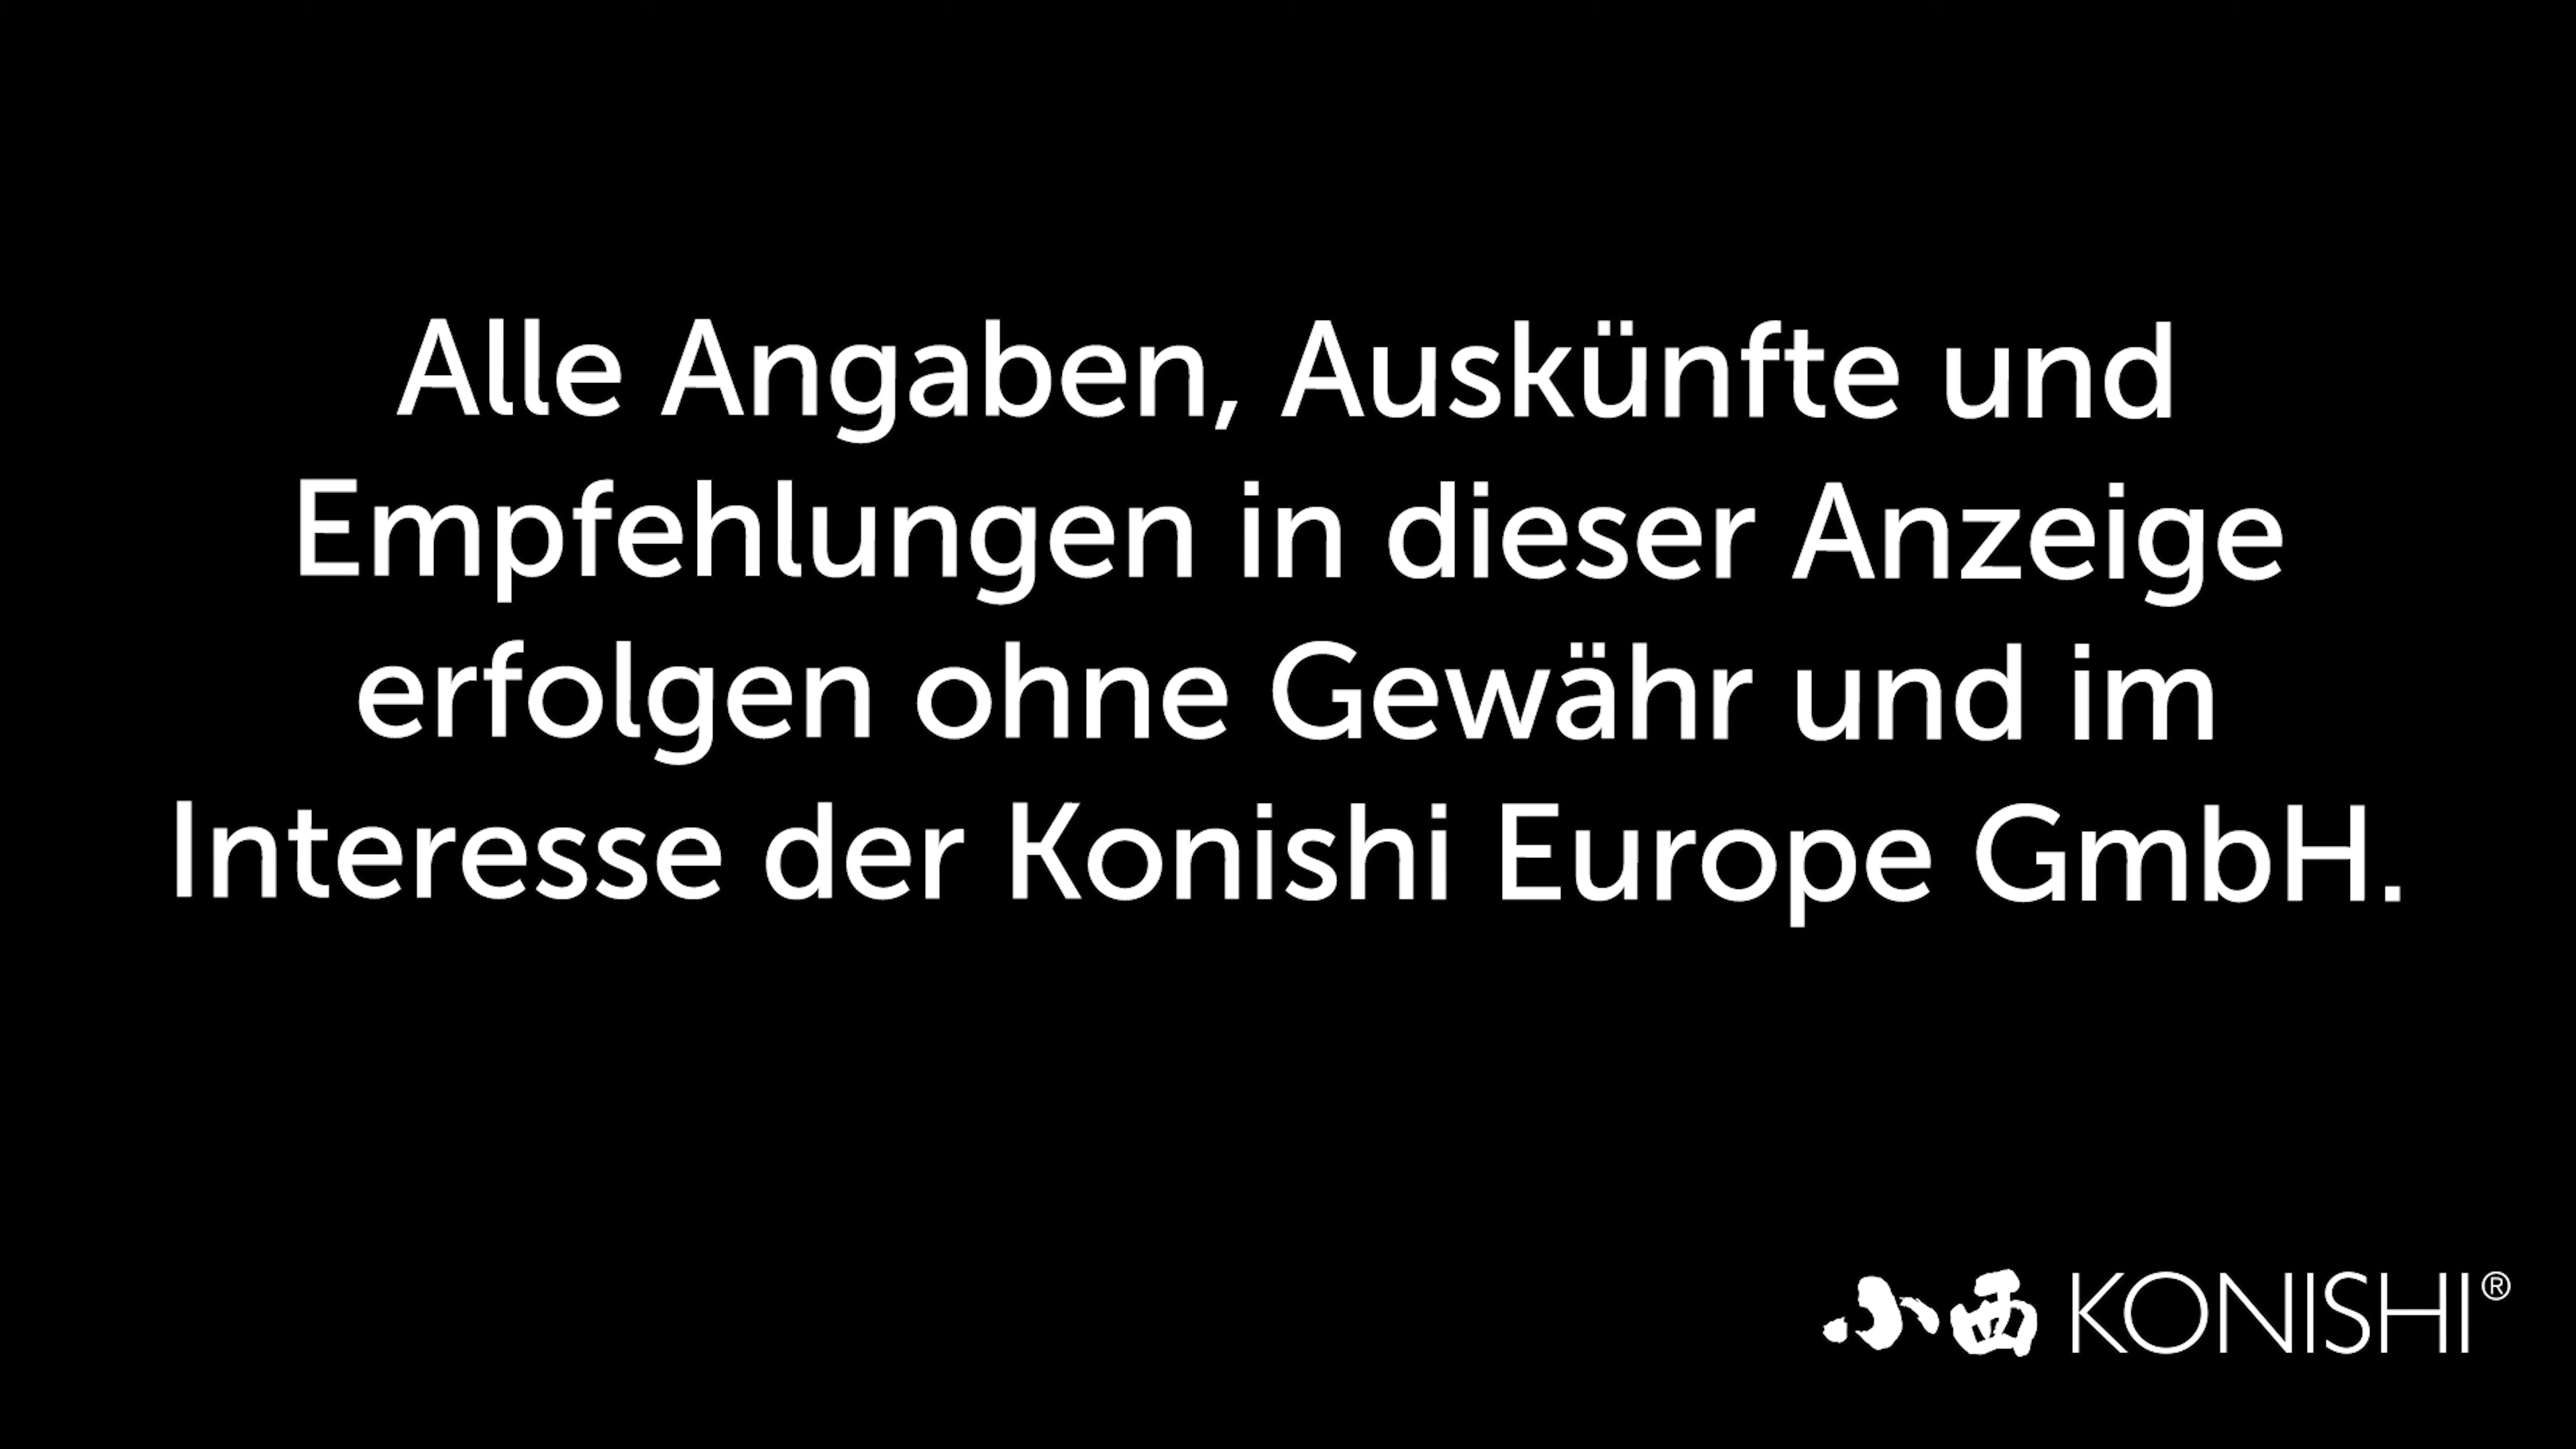 Alle Angaben, Auskünfte und
Empfehlungen in dieser Anzeige
erfolgen ohne Gewähr und im
Interesse der Konishi Europe GmbH.
小西 KONISHI®